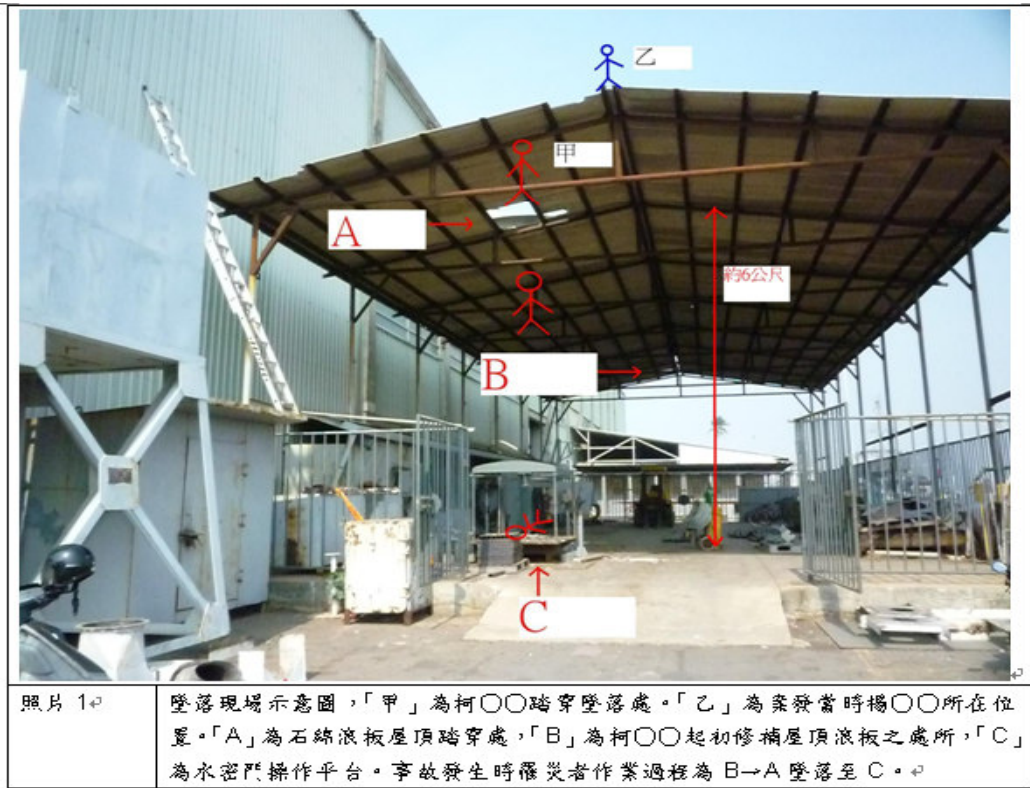 乙
甲
A
約6公尺
B
C
照片 1
墜落現場示意圖，「甲」為柯〇〇踏穿墜落處。「乙」為案發當時楊〇〇所在位
置。「A」為石綿浪板屋頂踏穿處，「B」為柯〇〇起初修補屋頂浪板之處所，「C」
為水密門操作平台。事故發生時罹災者作業過程為 B→A 墜落至 C。